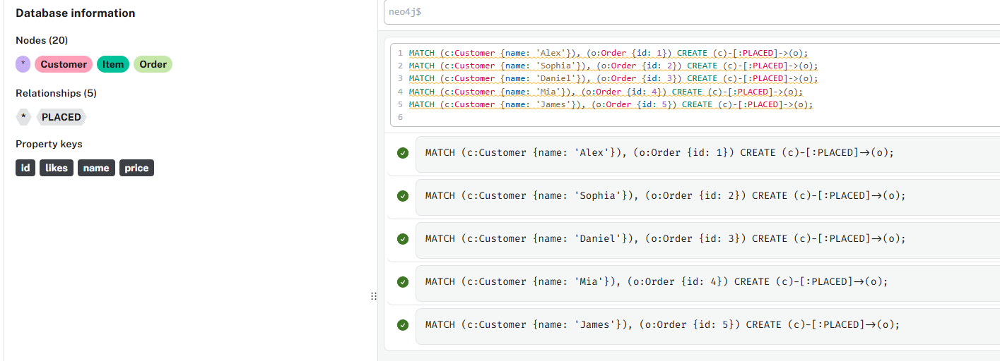 Database information
Nodes (20)
* Customer Item Order
Relationships (5)
* PLACED
Property keys
id likes name price
neo4j$
1 MATCH (c:Customer {name: 'Alex'}), (o:Order {id: 1}) CREATE (c)-[:PLACED]->(o);
2 MATCH (c:Customer {name: 'Sophia'}), (o:Order {id: 2}) CREATE (c)-[:PLACED]->(o);
3 MATCH (c:Customer {name: 'Daniel'}), (o:Order {id: 3}) CREATE (c)-[:PLACED]->(o);
4 MATCH (c:Customer {name: 'Mia'}), (o:Order {id: 4}) CREATE (c)-[:PLACED]->(o);
5 MATCH (c:Customer {name: 'James'}), (o:Order {id: 5}) CREATE (c)-[:PLACED]->(o);
6
MATCH (c:Customer {name: 'Alex'}), (o:Order {id: 1}) CREATE (c)-[:PLACED]->(o);
MATCH (c:Customer {name: 'Sophia'}), (o:Order {id: 2}) CREATE (c)-[:PLACED]->(o);
MATCH (c:Customer {name: 'Daniel'}), (o:Order {id: 3}) CREATE (c)-[:PLACED]->(o);
MATCH (c:Customer {name: 'Mia'}), (o:Order {id: 4}) CREATE (c)-[:PLACED]->(o);
MATCH (c:Customer {name: 'James'}), (o:Order {id: 5}) CREATE (c)-[:PLACED]->(o);